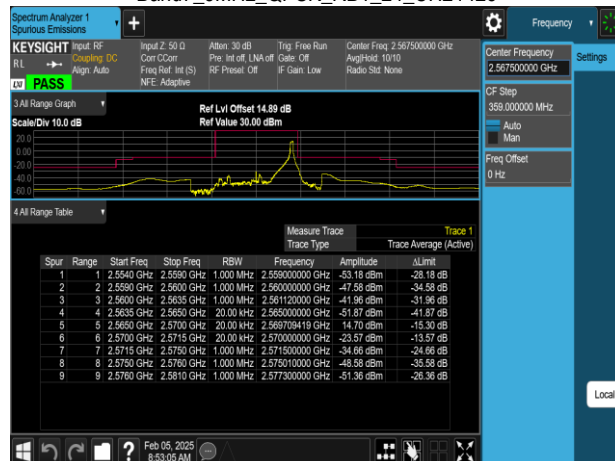 Spectrum Analyzer 1
Spurious Emissions
Frequency
KEYSIGHT
RL
PASS
Input: RF
Coupling: DC
Align: Auto
Input Z: 50 Ω
Corr CCorr
Freq Ref: Int (S)
NFE: Adaptive
Atten: 30 dB
Pre: Int off, LNA off
RF Presel: Off
Trig: Free Run
Gate: Off
IF Gain: Low
Center Freq: 2.567500000 GHz
Avg|Hold: 10/10
Radio Std: None
Center Frequency
2.567500000 GHz
Settings
CF Step
359.000000 MHz
Auto
Man
Freq Offset
0 Hz
3 All Range Graph
Scale/Div 10.0 dB
Ref Lvl Offset 14.89 dB
Ref Value 30.00 dBm
20.0
0.00
-20.0
-40.0
-60.0
4 All Range Table
Measure Trace Trace 1
Trace Type Trace Average (Active)
Spur Range Start Freq Stop Freq RBW Frequency Amplitude ΔLimit
1 1 2.5540 GHz 2.5590 GHz 1.000 MHz 2.559000000 GHz -53.18 dBm -28.18 dB
2 2 2.5590 GHz 2.5600 GHz 1.000 MHz 2.560000000 GHz -47.58 dBm -34.58 dB
3 3 2.5600 GHz 2.5635 GHz 1.000 MHz 2.561120000 GHz -41.96 dBm -31.96 dB
4 4 2.5635 GHz 2.5650 GHz 20.00 kHz 2.565000000 GHz -51.87 dBm -41.87 dB
5 5 2.5650 GHz 2.5700 GHz 20.00 kHz 2.569709419 GHz 14.70 dBm -15.30 dB
6 6 2.5700 GHz 2.5715 GHz 20.00 kHz 2.570000000 GHz -23.57 dBm -13.57 dB
7 7 2.5715 GHz 2.5750 GHz 1.000 MHz 2.571500000 GHz -34.66 dBm -24.66 dB
8 8 2.5750 GHz 2.5760 GHz 1.000 MHz 2.575010000 GHz -48.58 dBm -35.58 dB
9 9 2.5760 GHz 2.5810 GHz 1.000 MHz 2.577300000 GHz -51.36 dBm -26.36 dB
Local
Feb 05, 2025
8:53:05 AM